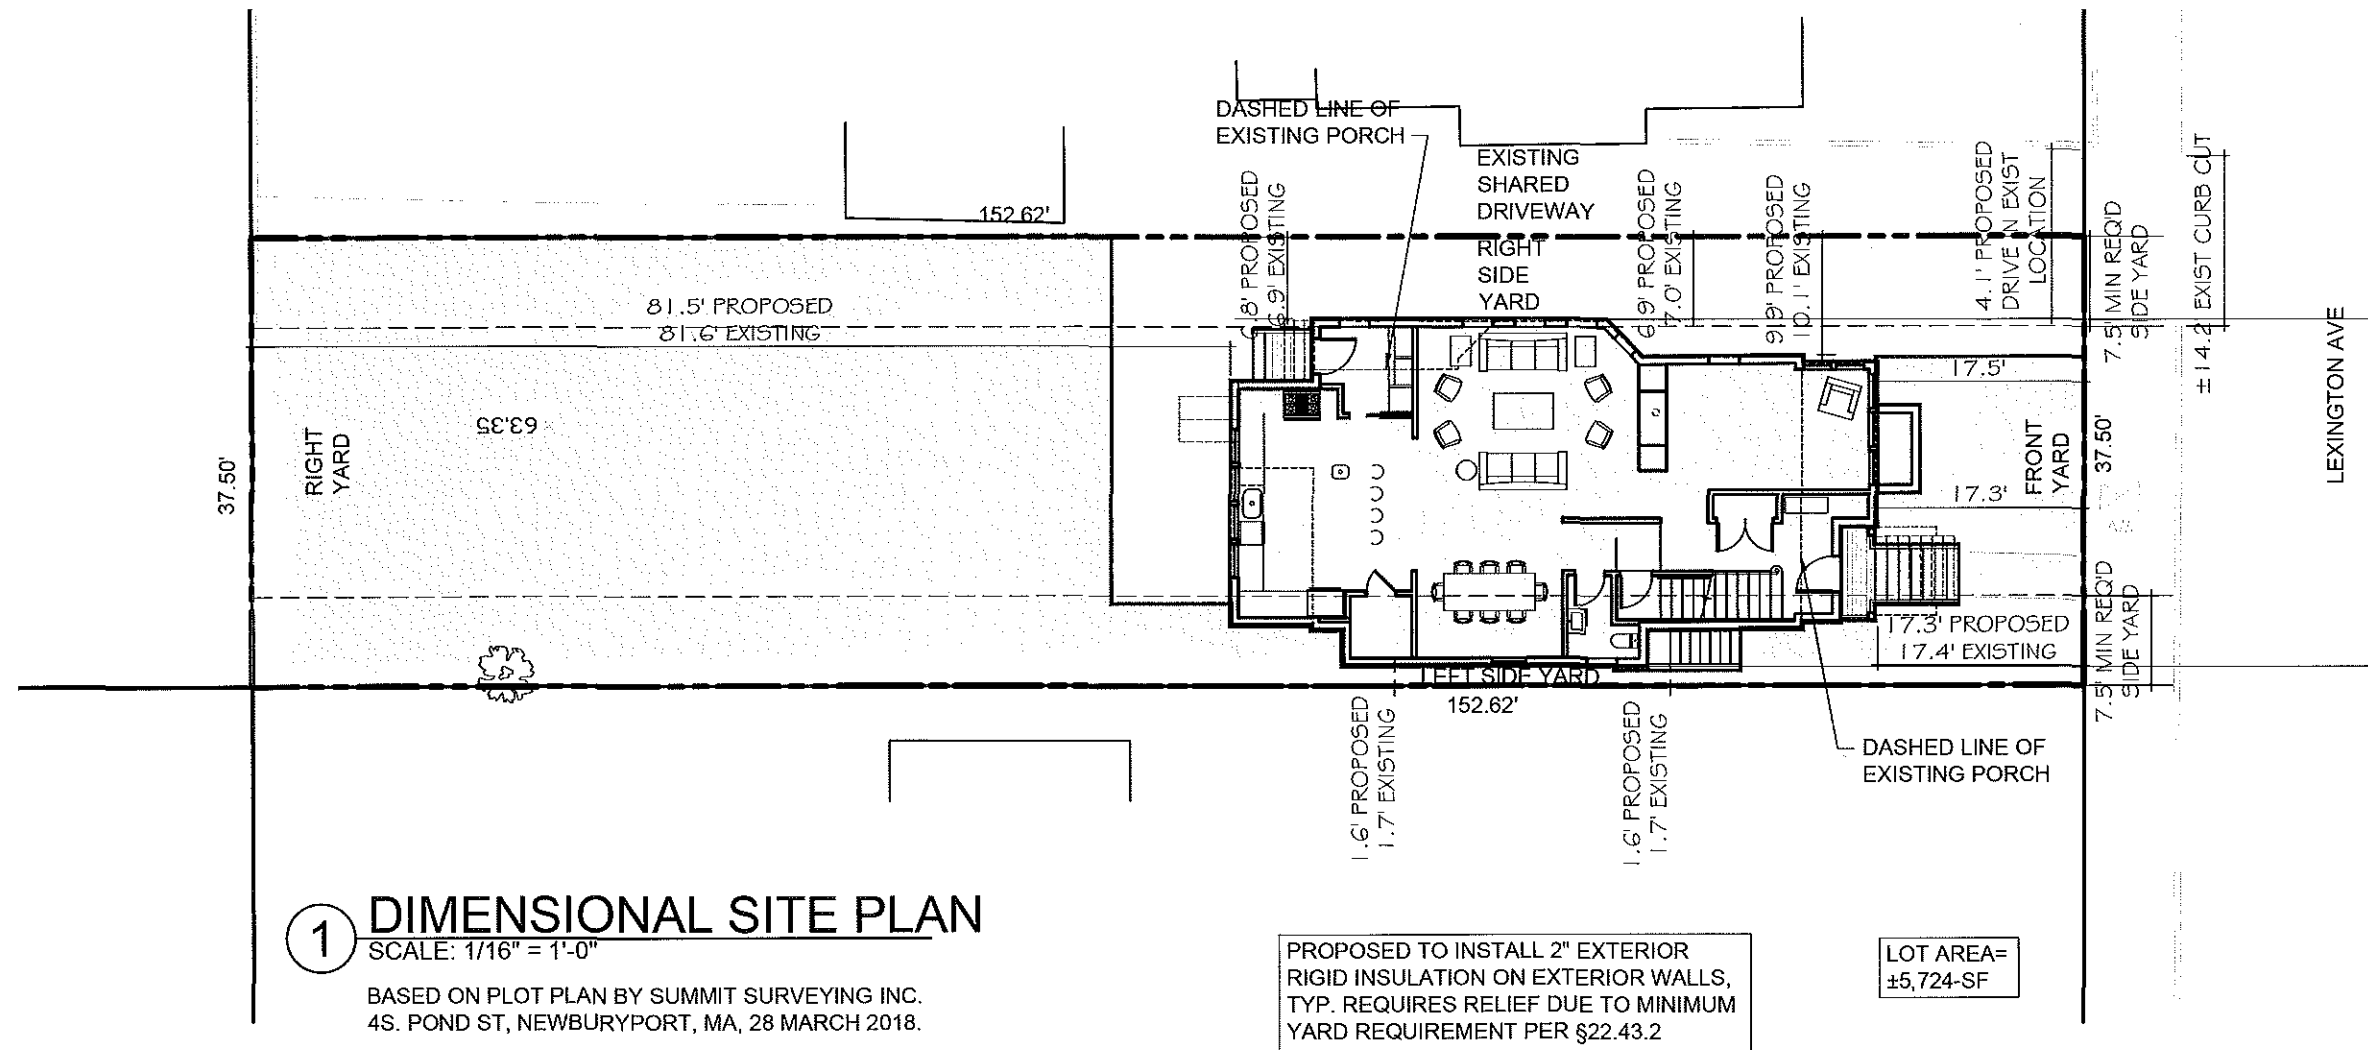 DASHED LINE OF
EXISTING PORCH
EXISTING
SHARED
DRIVEWAY
152.62'
RIGHT
SIDE
YARD
6.8' PROPOSED
6.9' EXISTING
6.9' PROPOSED
7.0' EXISTING
9.9' PROPOSED
10.1' EXISTING
4.1' PROPOSED
DRIVE IN EXIST
LOCATION
7.5' MIN REQ'D
SIDE YARD
±14.2 EXIST CURB CUT
81.5' PROPOSED
81.6' EXISTING
63.35
RIGHT
YARD
37.50'
17.5'
17.3'
FRONT
YARD
37.50'
LEXINGTON AVE
17.3' PROPOSED
17.4' EXISTING
7.5' MIN REQ'D
SIDE YARD
LEFT SIDE YARD
152.62'
1.6' PROPOSED
1.7' EXISTING
1.6' PROPOSED
1.7' EXISTING
DASHED LINE OF
EXISTING PORCH
1 DIMENSIONAL SITE PLAN
SCALE: 1/16" = 1'-0"
BASED ON PLOT PLAN BY SUMMIT SURVEYING INC.
4S. POND ST, NEWBURYPORT, MA, 28 MARCH 2018.
PROPOSED TO INSTALL 2" EXTERIOR
RIGID INSULATION ON EXTERIOR WALLS,
TYP. REQUIRES RELIEF DUE TO MINIMUM
YARD REQUIREMENT PER §22.43.2
LOT AREA=
±5,724-SF